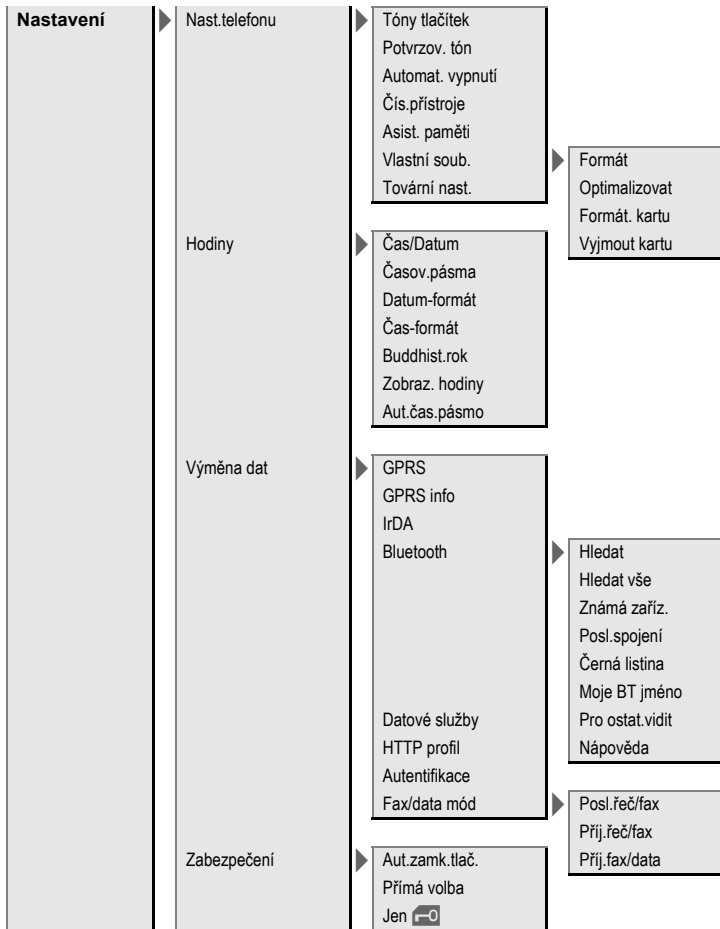 Nastavení Nast.telefonu Tóny tlačítek
Potvrzov. tón
Automat. vypnutí
Čís.přístroje
Asist. paměti
Vlastní soub. Formát
Tovární nast. Optimalizovat
Formát. kartu
Hodiny Čas/Datum Vyjmout kartu
Časov.pásma
Datum-formát
Čas-formát
Buddhist.rok
Zobraz. hodiny
Aut.čas.pásmo
Výměna dat GPRS
GPRS info
IrDA
Bluetooth Hledat
Hledat vše
Známá zaříz.
Posl.spojení
Černá listina
Moje BT jméno
Datové služby Pro ostat.vidit
HTTP profil Nápověda
Autentifikace
Fax/data mód Posl.řeč/fax
Příj.řeč/fax
Zabezpečení Aut.zamk.tlač. Příj.fax/data
Přímá volba
Jen